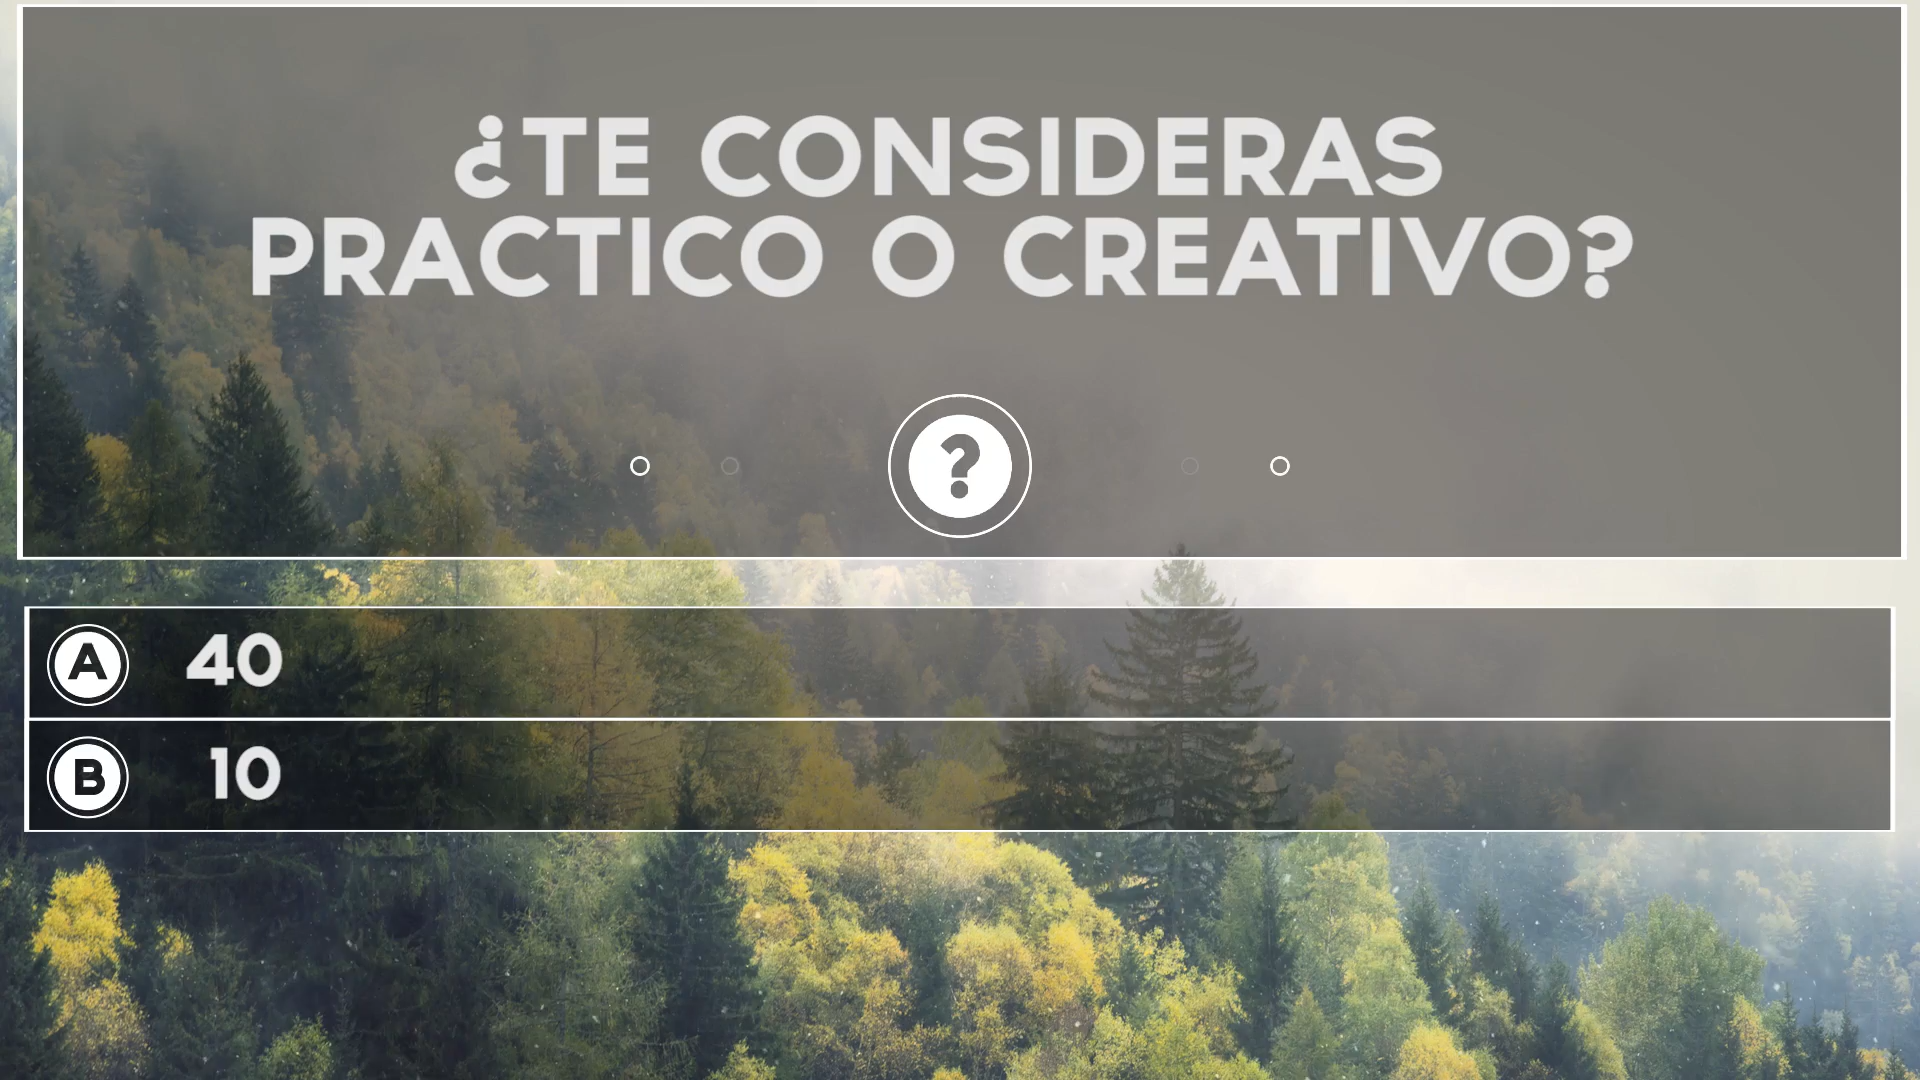 ¿TE CONSIDERAS
PRACTICO O CREATIVO?
?
A 40
B 10